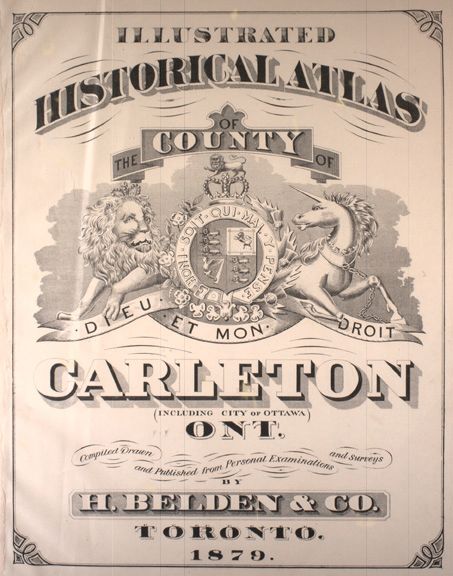 ILLUSTRATED
HISTORICAL ATLAS
OF
THE COUNTY OF
HONI · SOIT · QUI · MAL · Y · PENSE
· DIEU · ET MON · DROIT
CARLETON
(INCLUDING CITY OF OTTAWA)
ONT.
Compiled Drawn and Published from Personal Examinations and Surveys
BY
H. BELDEN & CO.
TORONTO.
1879.